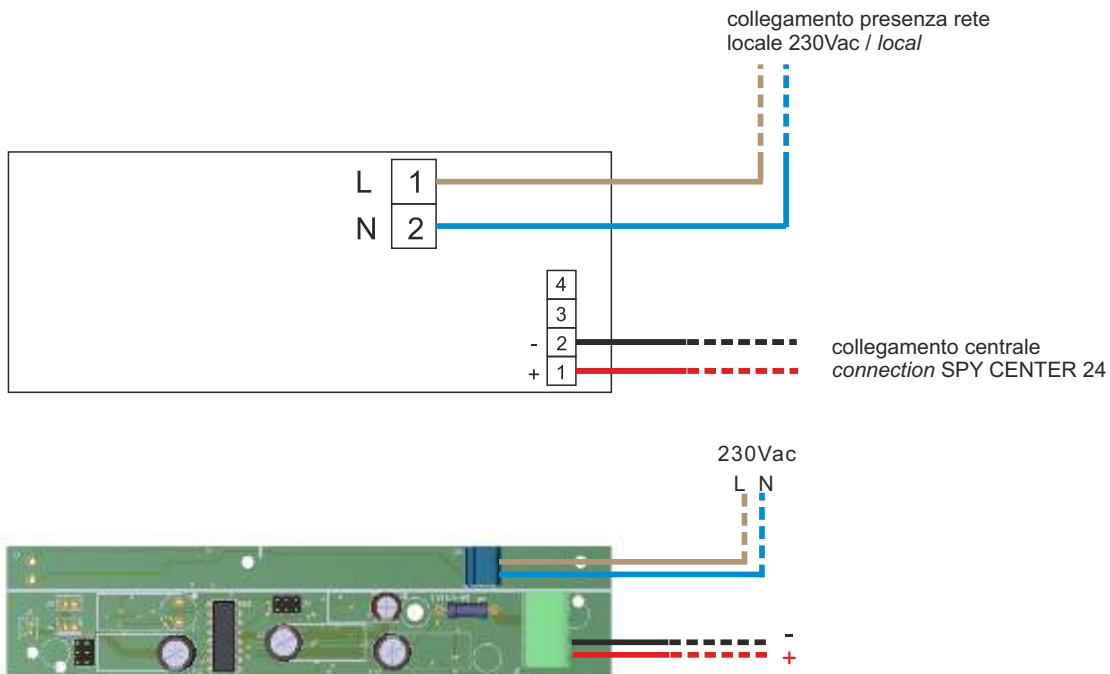 collegamento presenza rete
locale 230Vac / local
L 1
N 2
4
3
- 2
+ 1
collegamento centrale
connection SPY CENTER 24
230Vac
L N
-
+